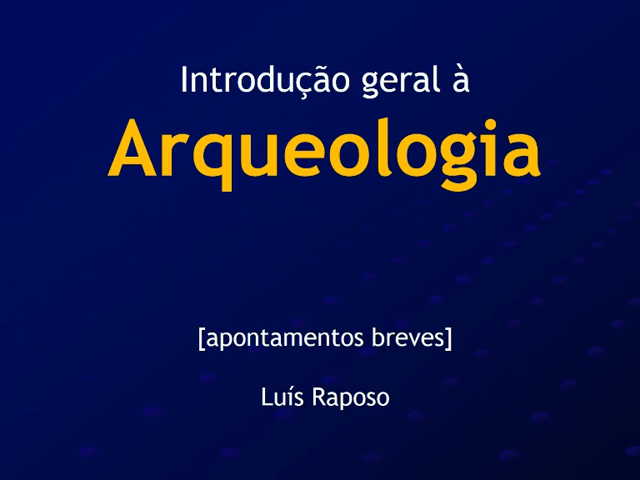 Introdução geral à
Arqueologia
[apontamentos breves]
Luís Raposo